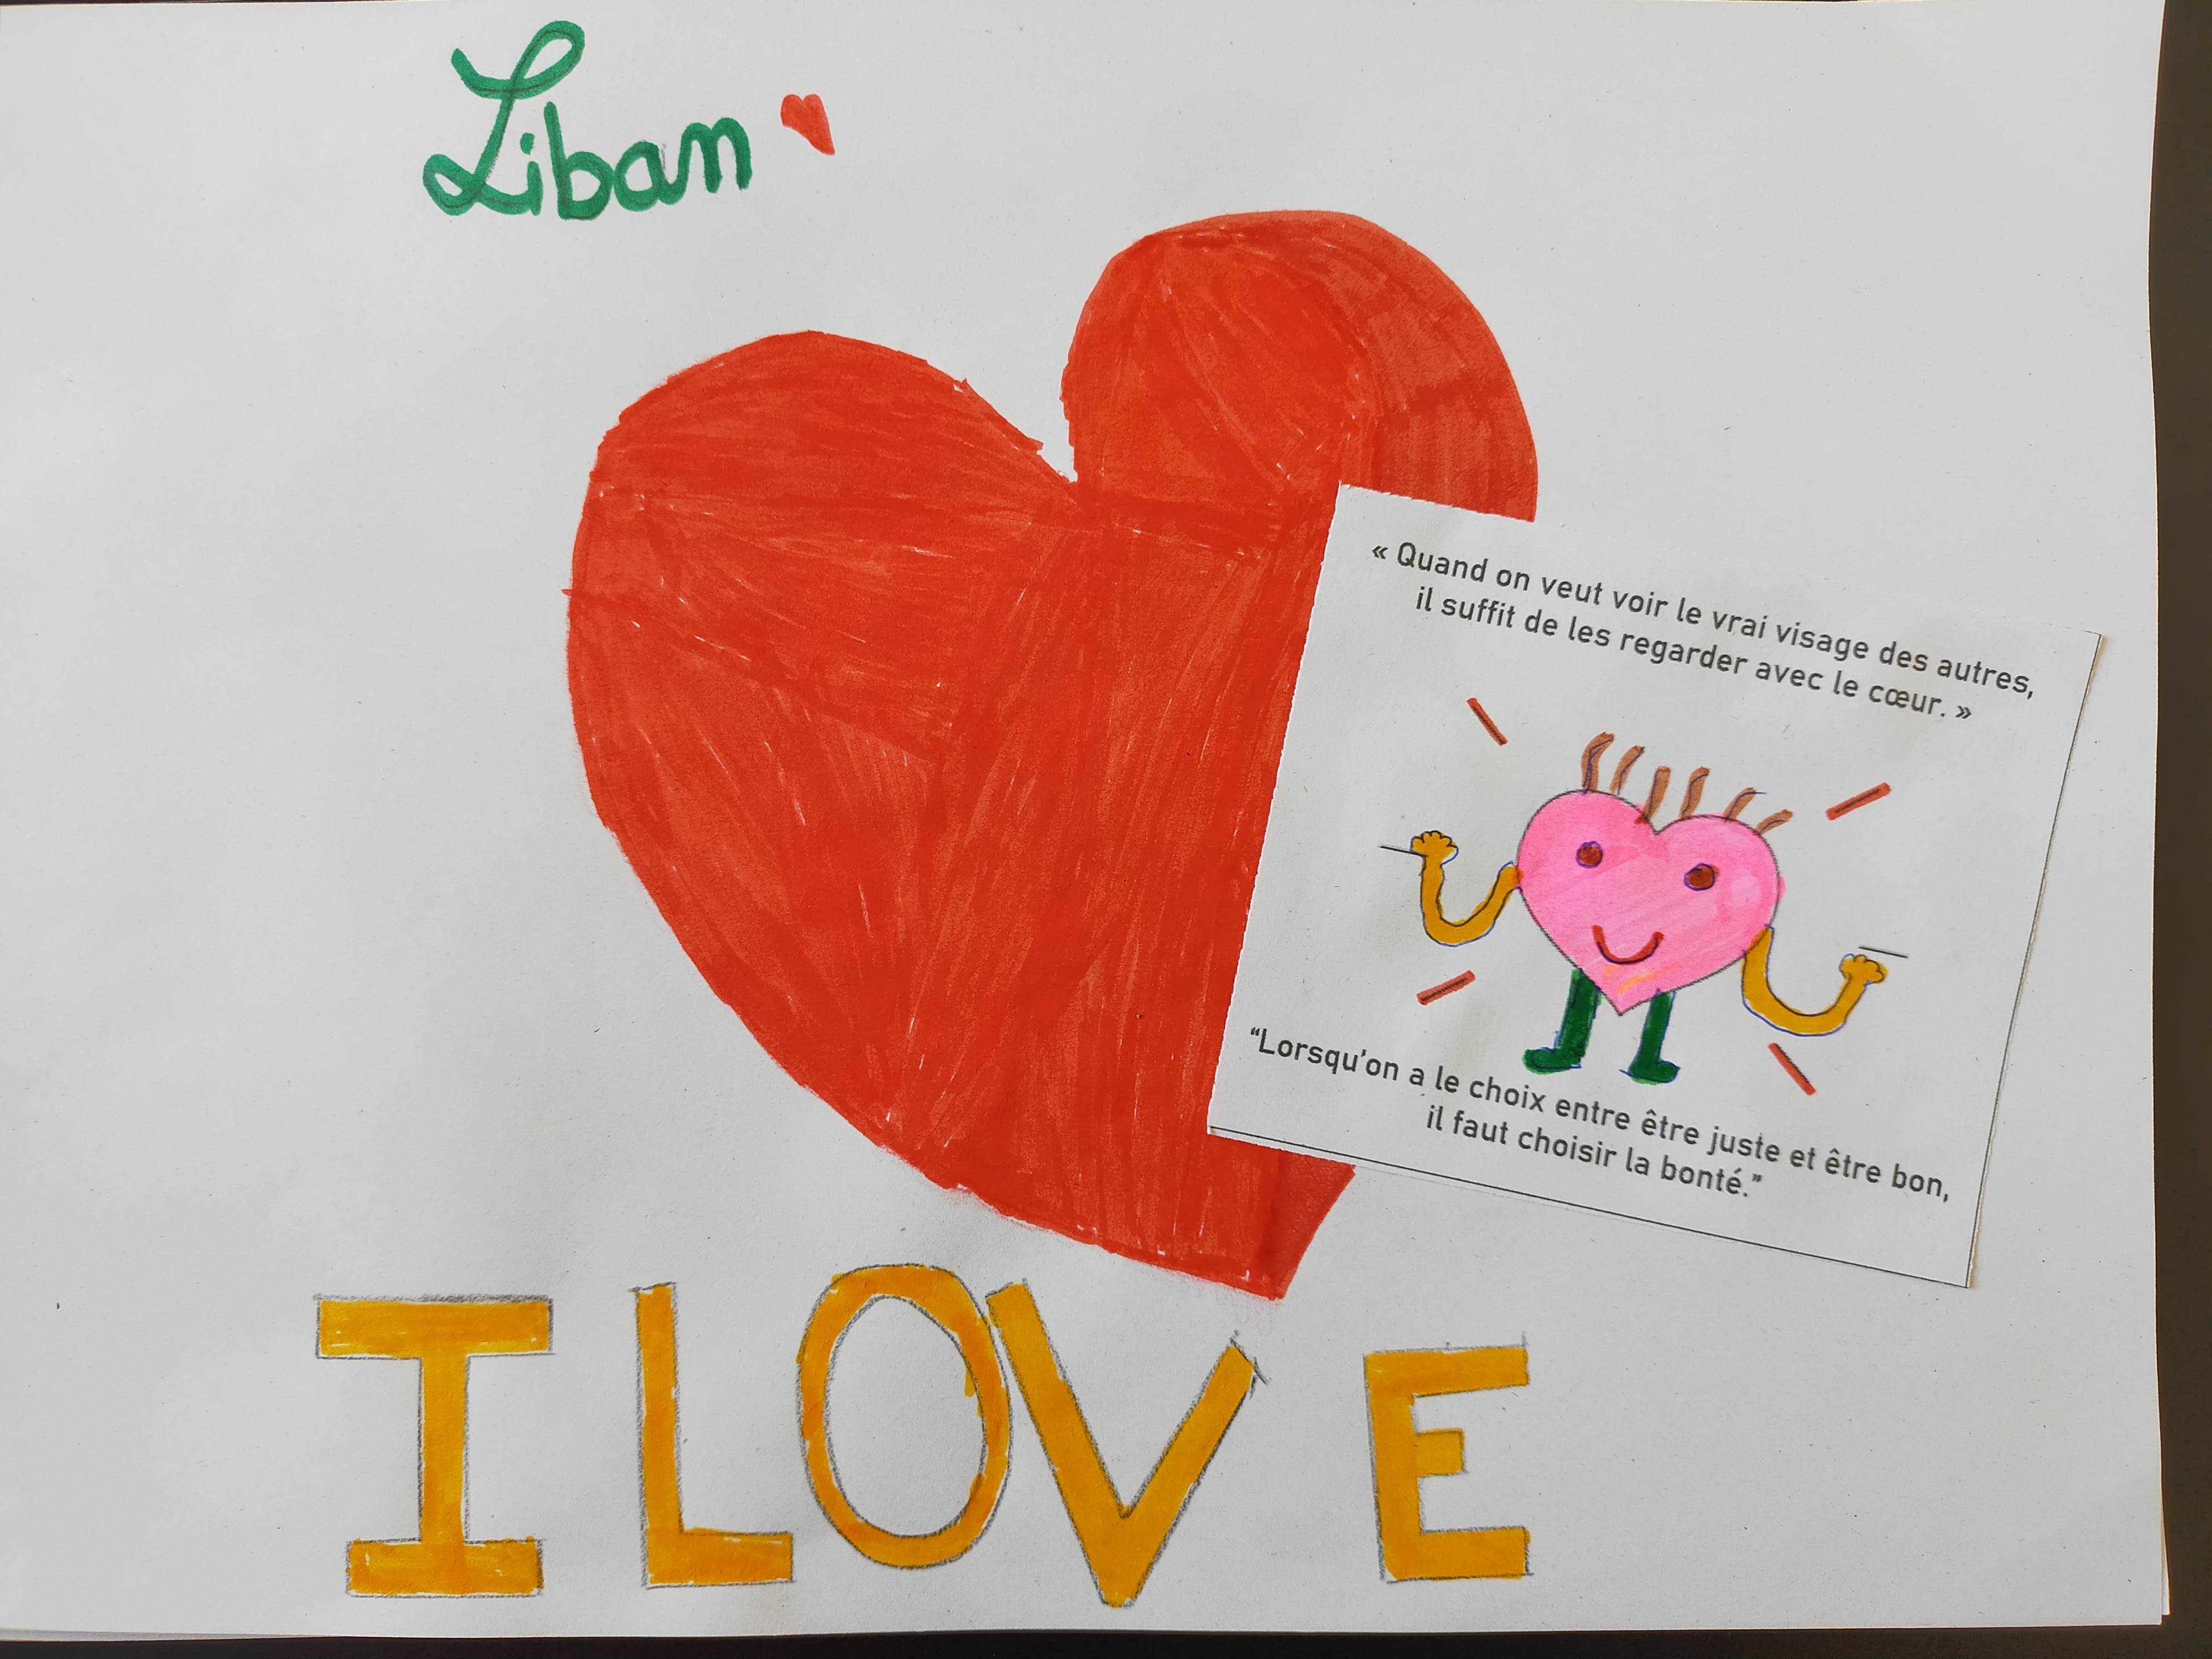 Liban
« Quand on veut voir le vrai visage des autres,
il suffit de les regarder avec le cœur. »
“Lorsqu'on a le choix entre être juste et être bon,
il faut choisir la bonté.”
I LOVE